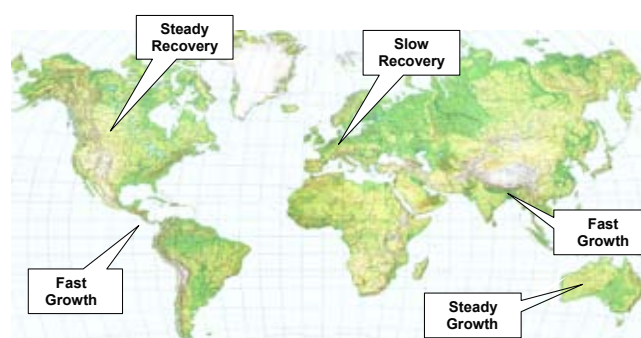 Steady
Recovery
Slow
Recovery
Fast
Growth
Fast
Growth
Steady
Growth